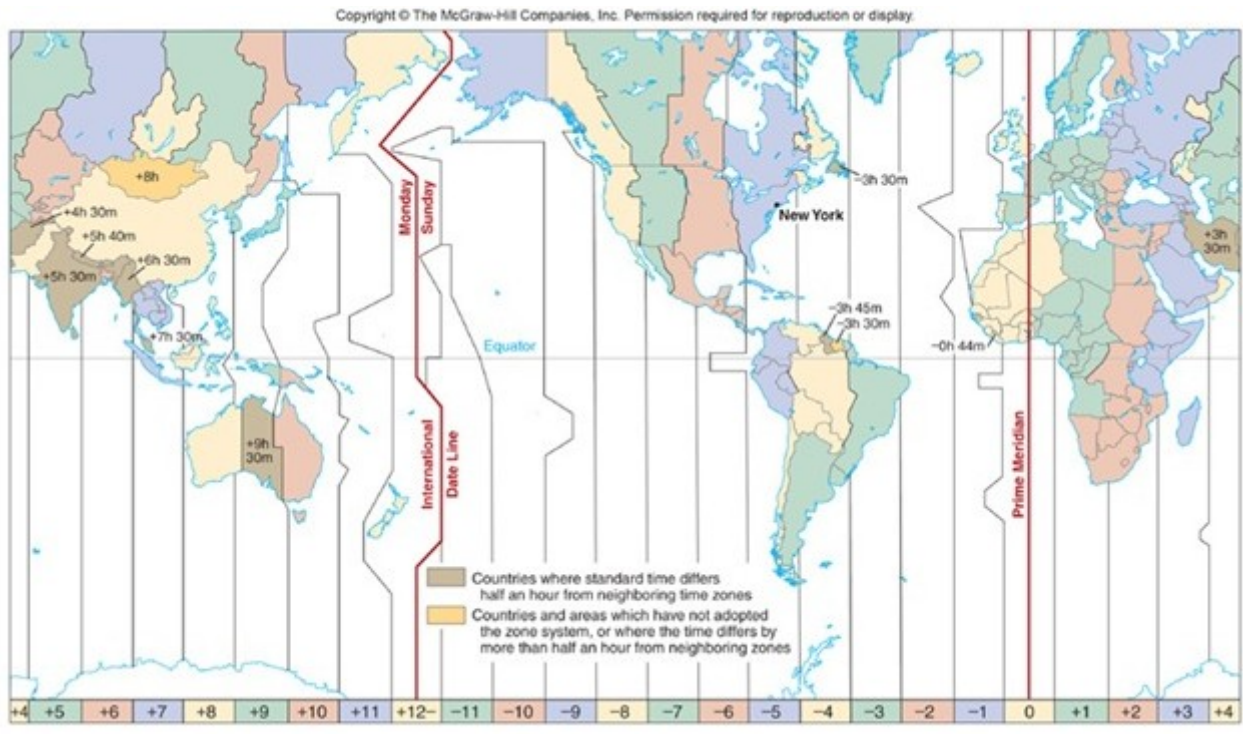 Copyright © The McGraw-Hill Companies, Inc. Permission required for reproduction or display.
+8h
−3h 30m
+4h 30m
Monday
Sunday
New York
+5h 40m
+3h
30m
+6h 30m
+5h 30m
−3h 45m
−3h 30m
+7h 30m
Equator
−0h 44m
+9h
30m
International
Date Line
Prime Meridian
Countries where standard time differs
half an hour from neighboring time zones
Countries and areas which have not adopted
the zone system, or where the time differs by
more than half an hour from neighboring zones
+4 +5 +6 +7 +8 +9 +10 +11 +12− −11 −10 −9 −8 −7 −6 −5 −4 −3 −2 −1 0 +1 +2 +3 +4